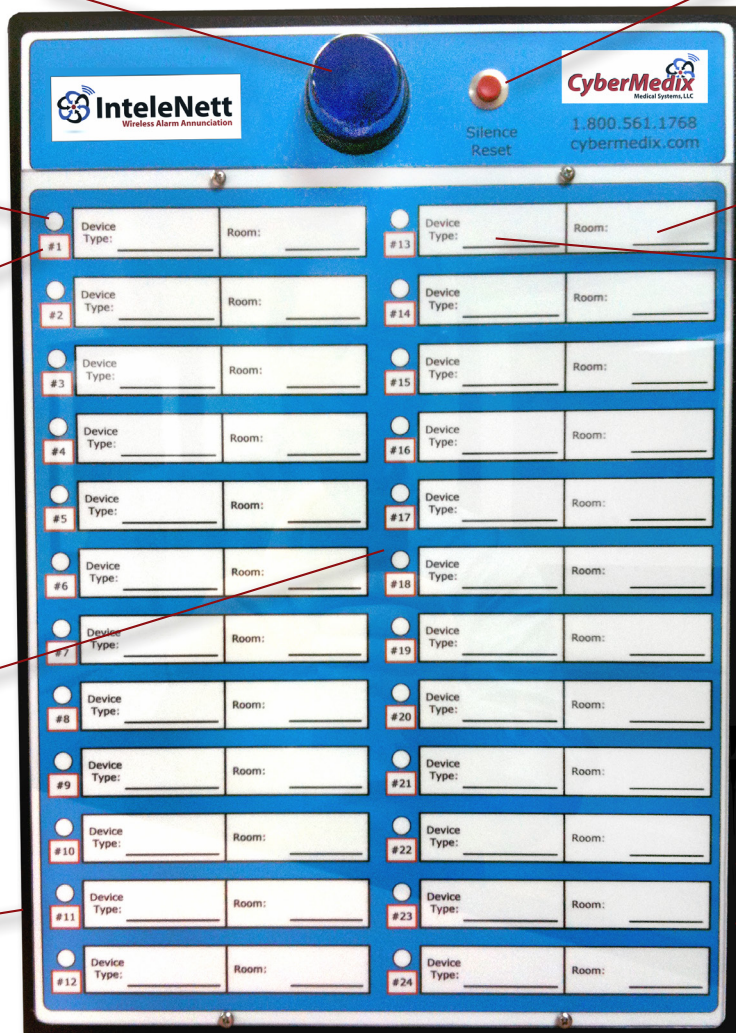 InteleNett
Wireless Alarm Annunciation
Silence
Reset
CyberMedix
Medical Systems, LLC
1.800.561.1768
cybermedix.com
#1 Device Type: Room:
#2 Device Type: Room:
#3 Device Type: Room:
#4 Device Type: Room:
#5 Device Type: Room:
#6 Device Type: Room:
#7 Device Type: Room:
#8 Device Type: Room:
#9 Device Type: Room:
#10 Device Type: Room:
#11 Device Type: Room:
#12 Device Type: Room:
#13 Device Type: Room:
#14 Device Type: Room:
#15 Device Type: Room:
#16 Device Type: Room:
#17 Device Type: Room:
#18 Device Type: Room:
#19 Device Type: Room:
#20 Device Type: Room:
#21 Device Type: Room:
#22 Device Type: Room:
#23 Device Type: Room:
#24 Device Type: Room: